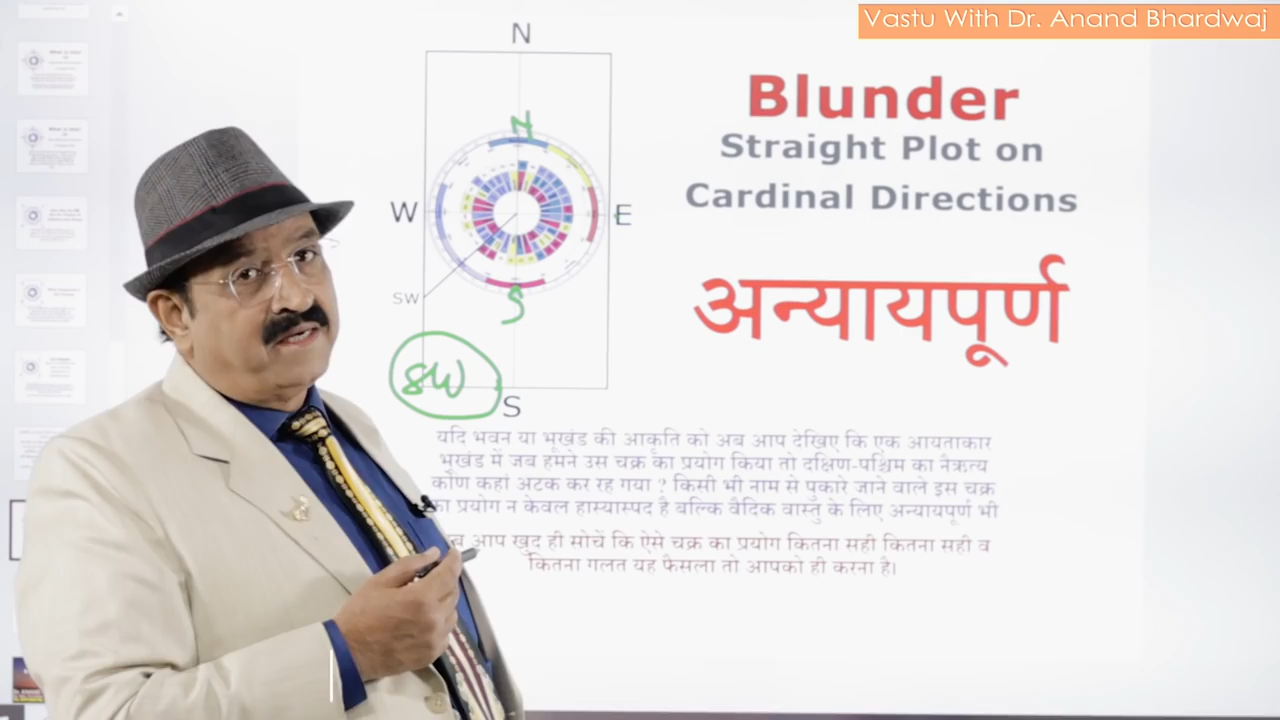 Vastu With Dr. Anand Bhardwaj
N
Blunder
Straight Plot on
Cardinal Directions
N
W
E
SW
S
अन्यायपूर्ण
SW
S
यदि भवन या भूखंड की आकृति को अब आप देखिए कि एक आयताकार
भूखंड में जब हमने उस चक्र का प्रयोग किया तो दक्षिण-पश्चिम का नैऋत्य
कोण कहां अटक कर रह गया ? किसी भी नाम से पुकारे जाने वाले इस चक्र
का प्रयोग न केवल हास्यास्पद है बल्कि वैदिक वास्तु के लिए अन्यायपूर्ण भी
आप खुद ही सोचें कि ऐसे चक्र का प्रयोग कितना सही कितना सही व
कितना गलत यह फैसला तो आपको ही करना है।